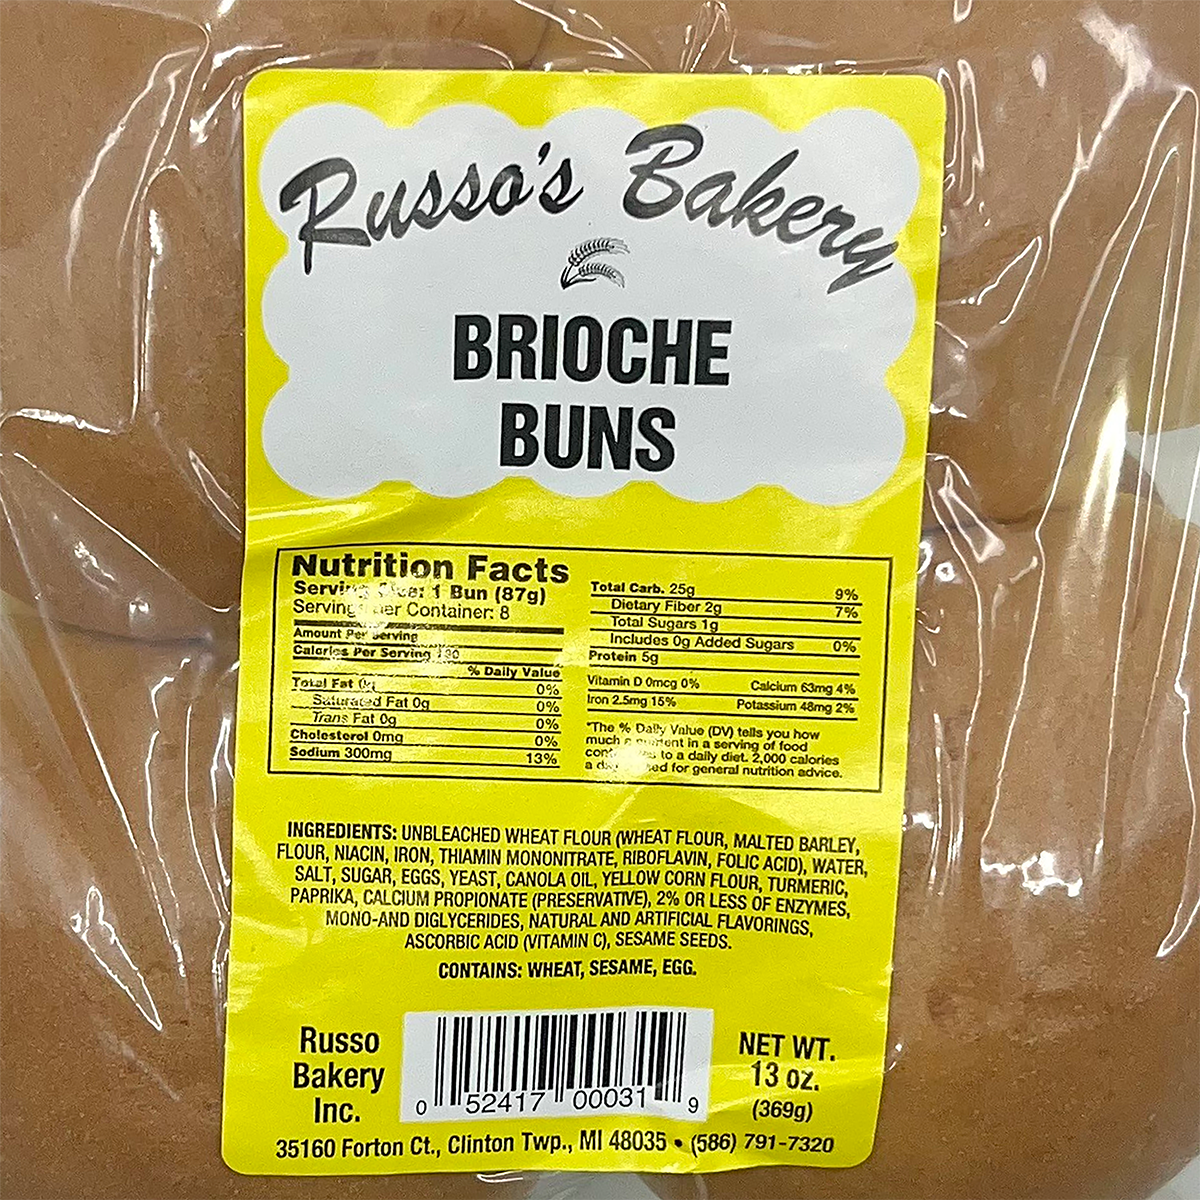 Russo's Bakery
BRIOCHE
BUNS
Nutrition Facts
1 Bun (87g)
Container: 8
Amount Per Serving
Calories Per Serving
% Daily Value
Total Fat 0%
Saturated Fat 0g 0%
Trans Fat 0g 0%
Cholesterol 0mg 0%
Sodium 300mg 13%
Total Carb. 25g 9%
Dietary Fiber 2g 7%
Total Sugars 1g
Includes 0g Added Sugars 0%
Protein 5g
Vitamin D 0mcg 0% Calcium 63mg 4%
Iron 2.5mg 15% Potassium 48mg 2%
*The % Daily Value (DV) tells you how
much a nutrient in a serving of food
to a daily diet. 2,000 calories
a for general nutrition advice.
INGREDIENTS: UNBLEACHED WHEAT FLOUR (WHEAT FLOUR, MALTED BARLEY,
FLOUR, NIACIN, IRON, THIAMIN MONONITRATE, RIBOFLAVIN, FOLIC ACID), WATER,
SALT, SUGAR, EGGS, YEAST, CANOLA OIL, YELLOW CORN FLOUR, TURMERIC,
PAPRIKA, CALCIUM PROPIONATE (PRESERVATIVE), 2% OR LESS OF ENZYMES,
MONO-AND DIGLYCERIDES, NATURAL AND ARTIFICIAL FLAVORINGS,
ASCORBIC ACID (VITAMIN C), SESAME SEEDS.
CONTAINS: WHEAT, SESAME, EGG.
Russo
Bakery
Inc.
0 52417 00031 9
NET WT.
13 oz.
(369g)
35160 Forton Ct., Clinton Twp., MI 48035 • (586) 791-7320